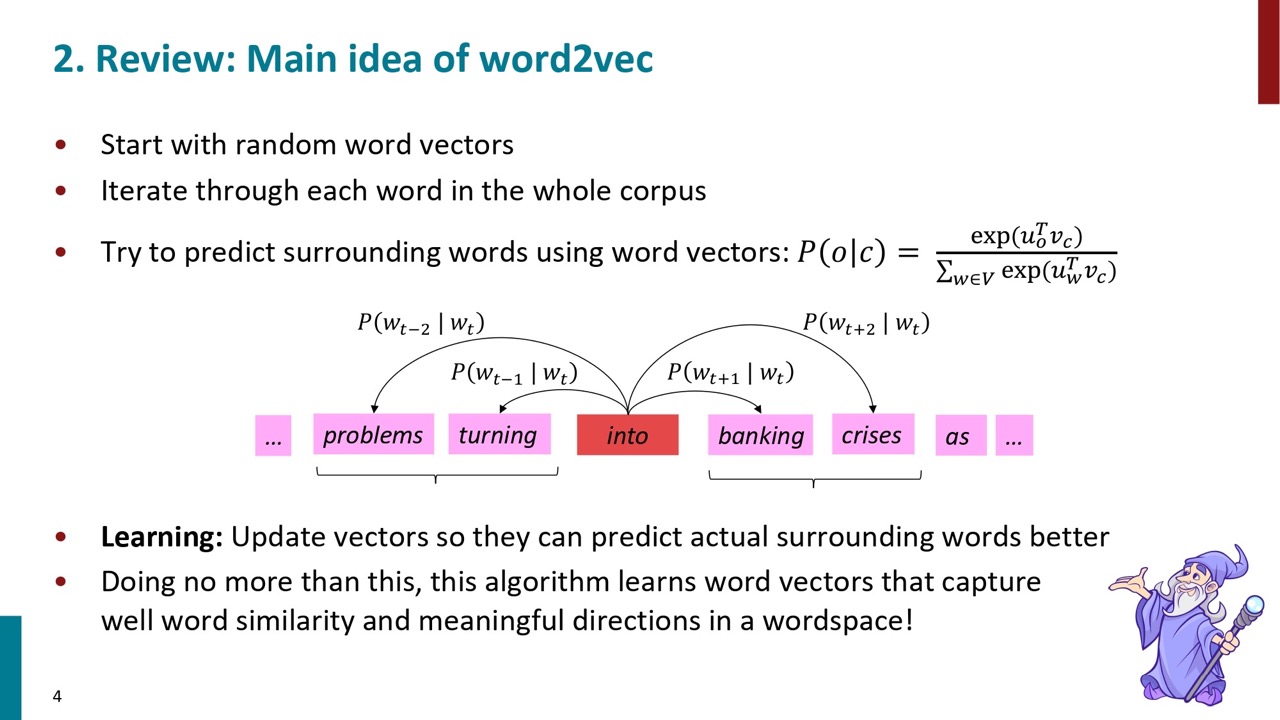 2. Review: Main idea of word2vec
• Start with random word vectors
• Iterate through each word in the whole corpus
• Try to predict surrounding words using word vectors: $P(o|c) = \frac{\exp(u_o^T v_c)}{\sum_{w \in V} \exp(u_w^T v_c)}$
$P(w_{t-2} \mid w_t)$ $P(w_{t+2} \mid w_t)$
$P(w_{t-1} \mid w_t)$ $P(w_{t+1} \mid w_t)$
... problems turning into banking crises as ...
• Learning: Update vectors so they can predict actual surrounding words better
• Doing no more than this, this algorithm learns word vectors that capture
well word similarity and meaningful directions in a wordspace!
4